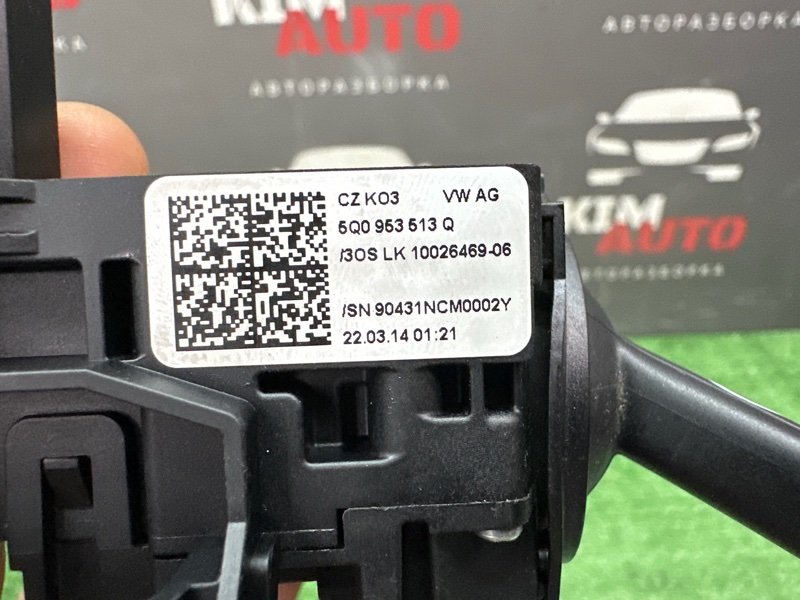 KIM
AUTO
АВТОРАЗБОРКА
АВТОРАЗБОРКА
KIM
AUTO
АВТОРАЗБОРКА
CZ KO3 VW AG
5Q0 953 513 Q
/3OS LK 10026469-06
/SN 90431NCM0002Y
22.03.14 01:21